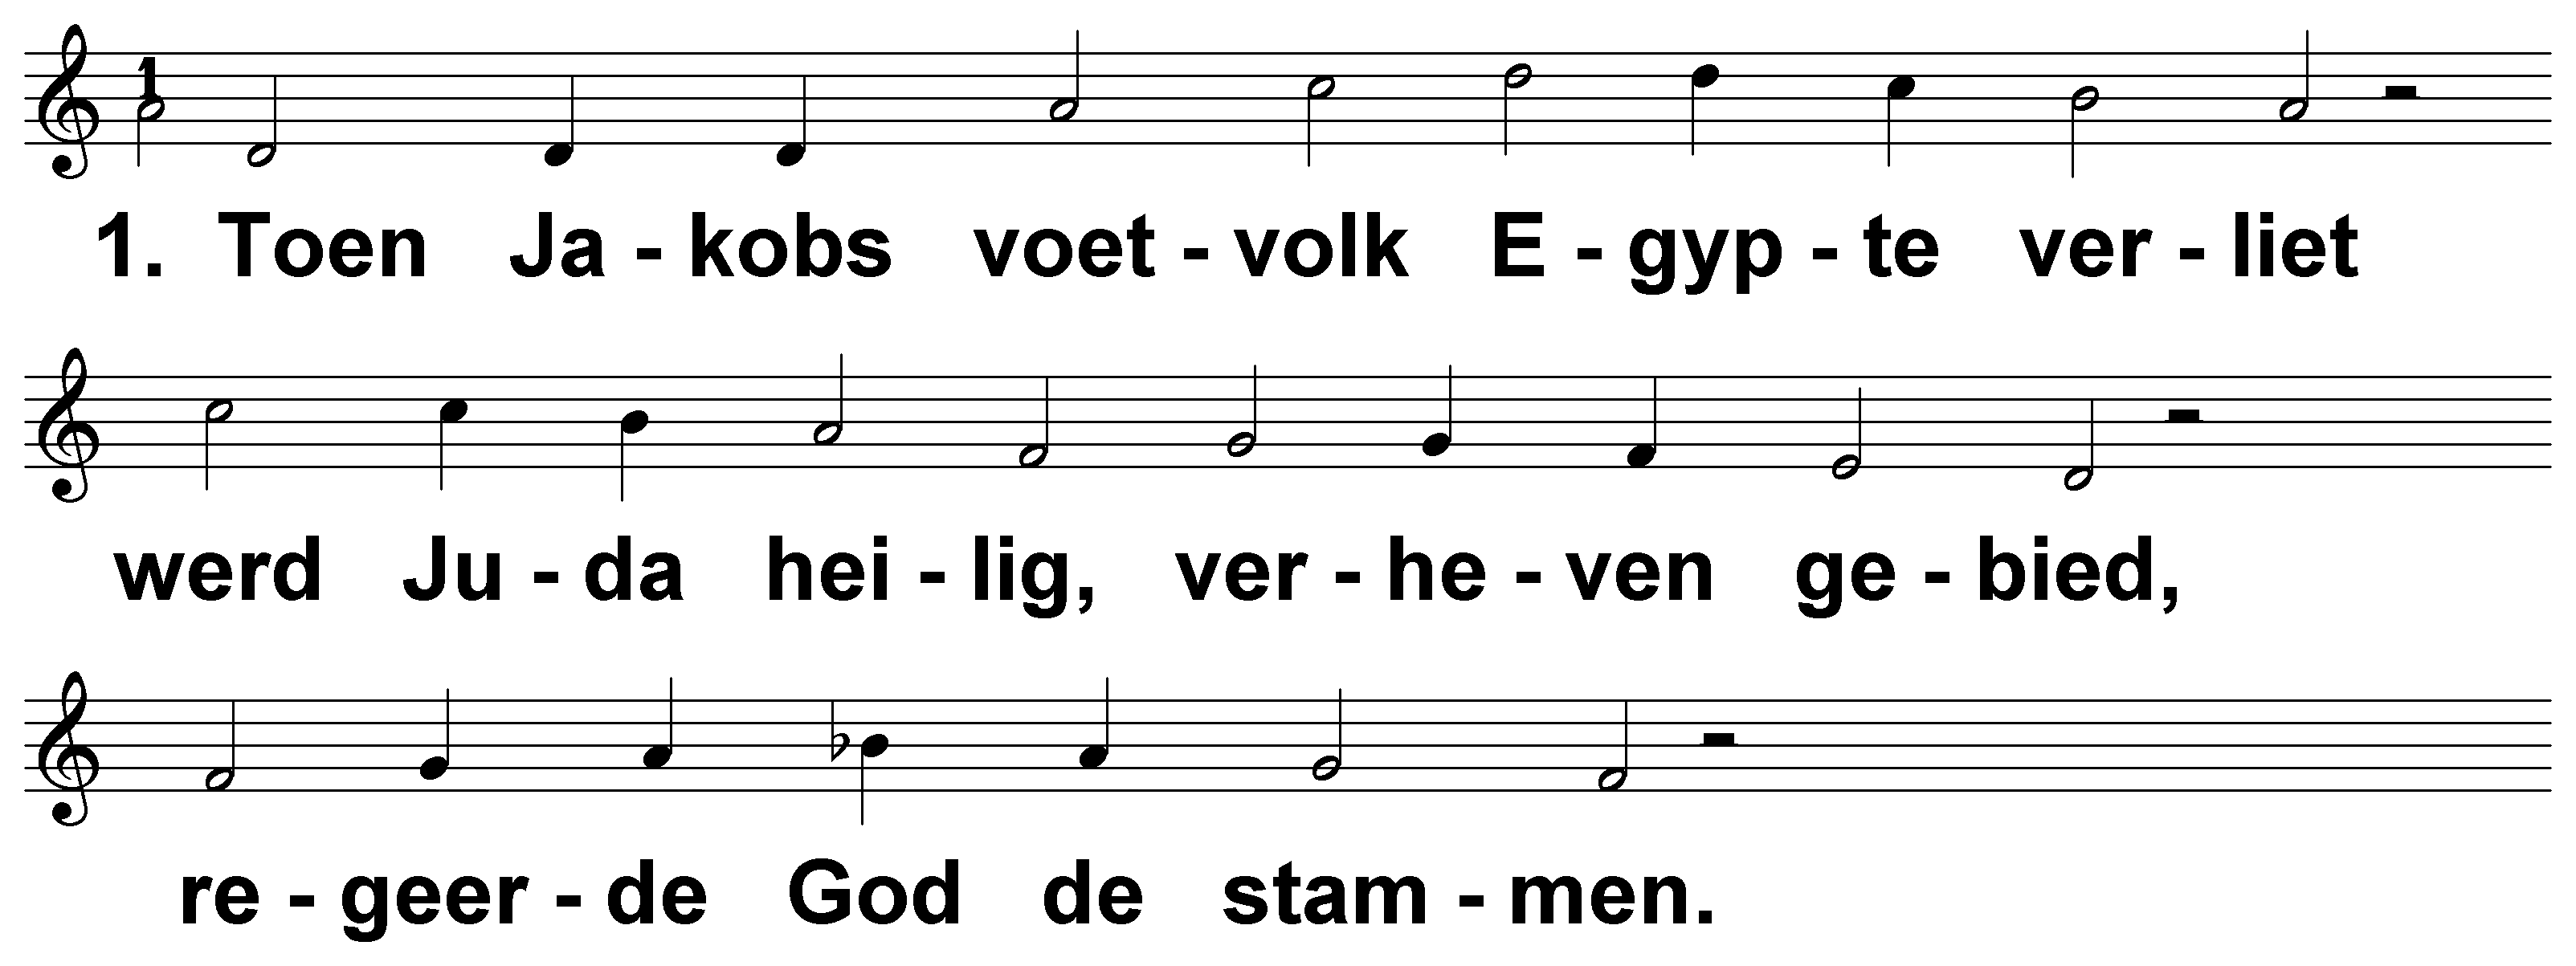 1
1. Toen Ja - kobs voet - volk E - gyp - te ver - liet
werd Ju - da hei - lig, ver - he - ven ge - bied,
re - geer - de God de stam - men.